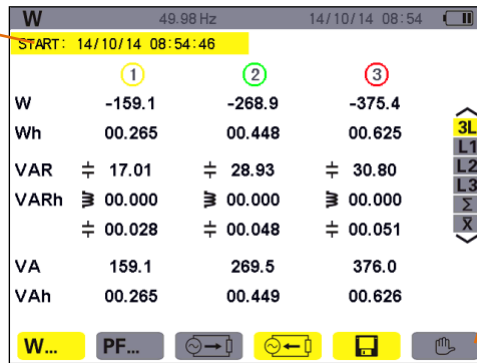 W 49.98 Hz 14/10/14 08:54
START: 14/10/14 08:54:46
1 2 3
W -159.1 -268.9 -375.4
Wh 00.265 00.448 00.625
VAR 17.01 28.93 30.80
VARh 00.000 00.000 00.000
00.028 00.048 00.051
VA 159.1 269.5 376.0
VAh 00.265 00.449 00.626
3L
L1
L2
L3
Σ
X̄
W... PF...